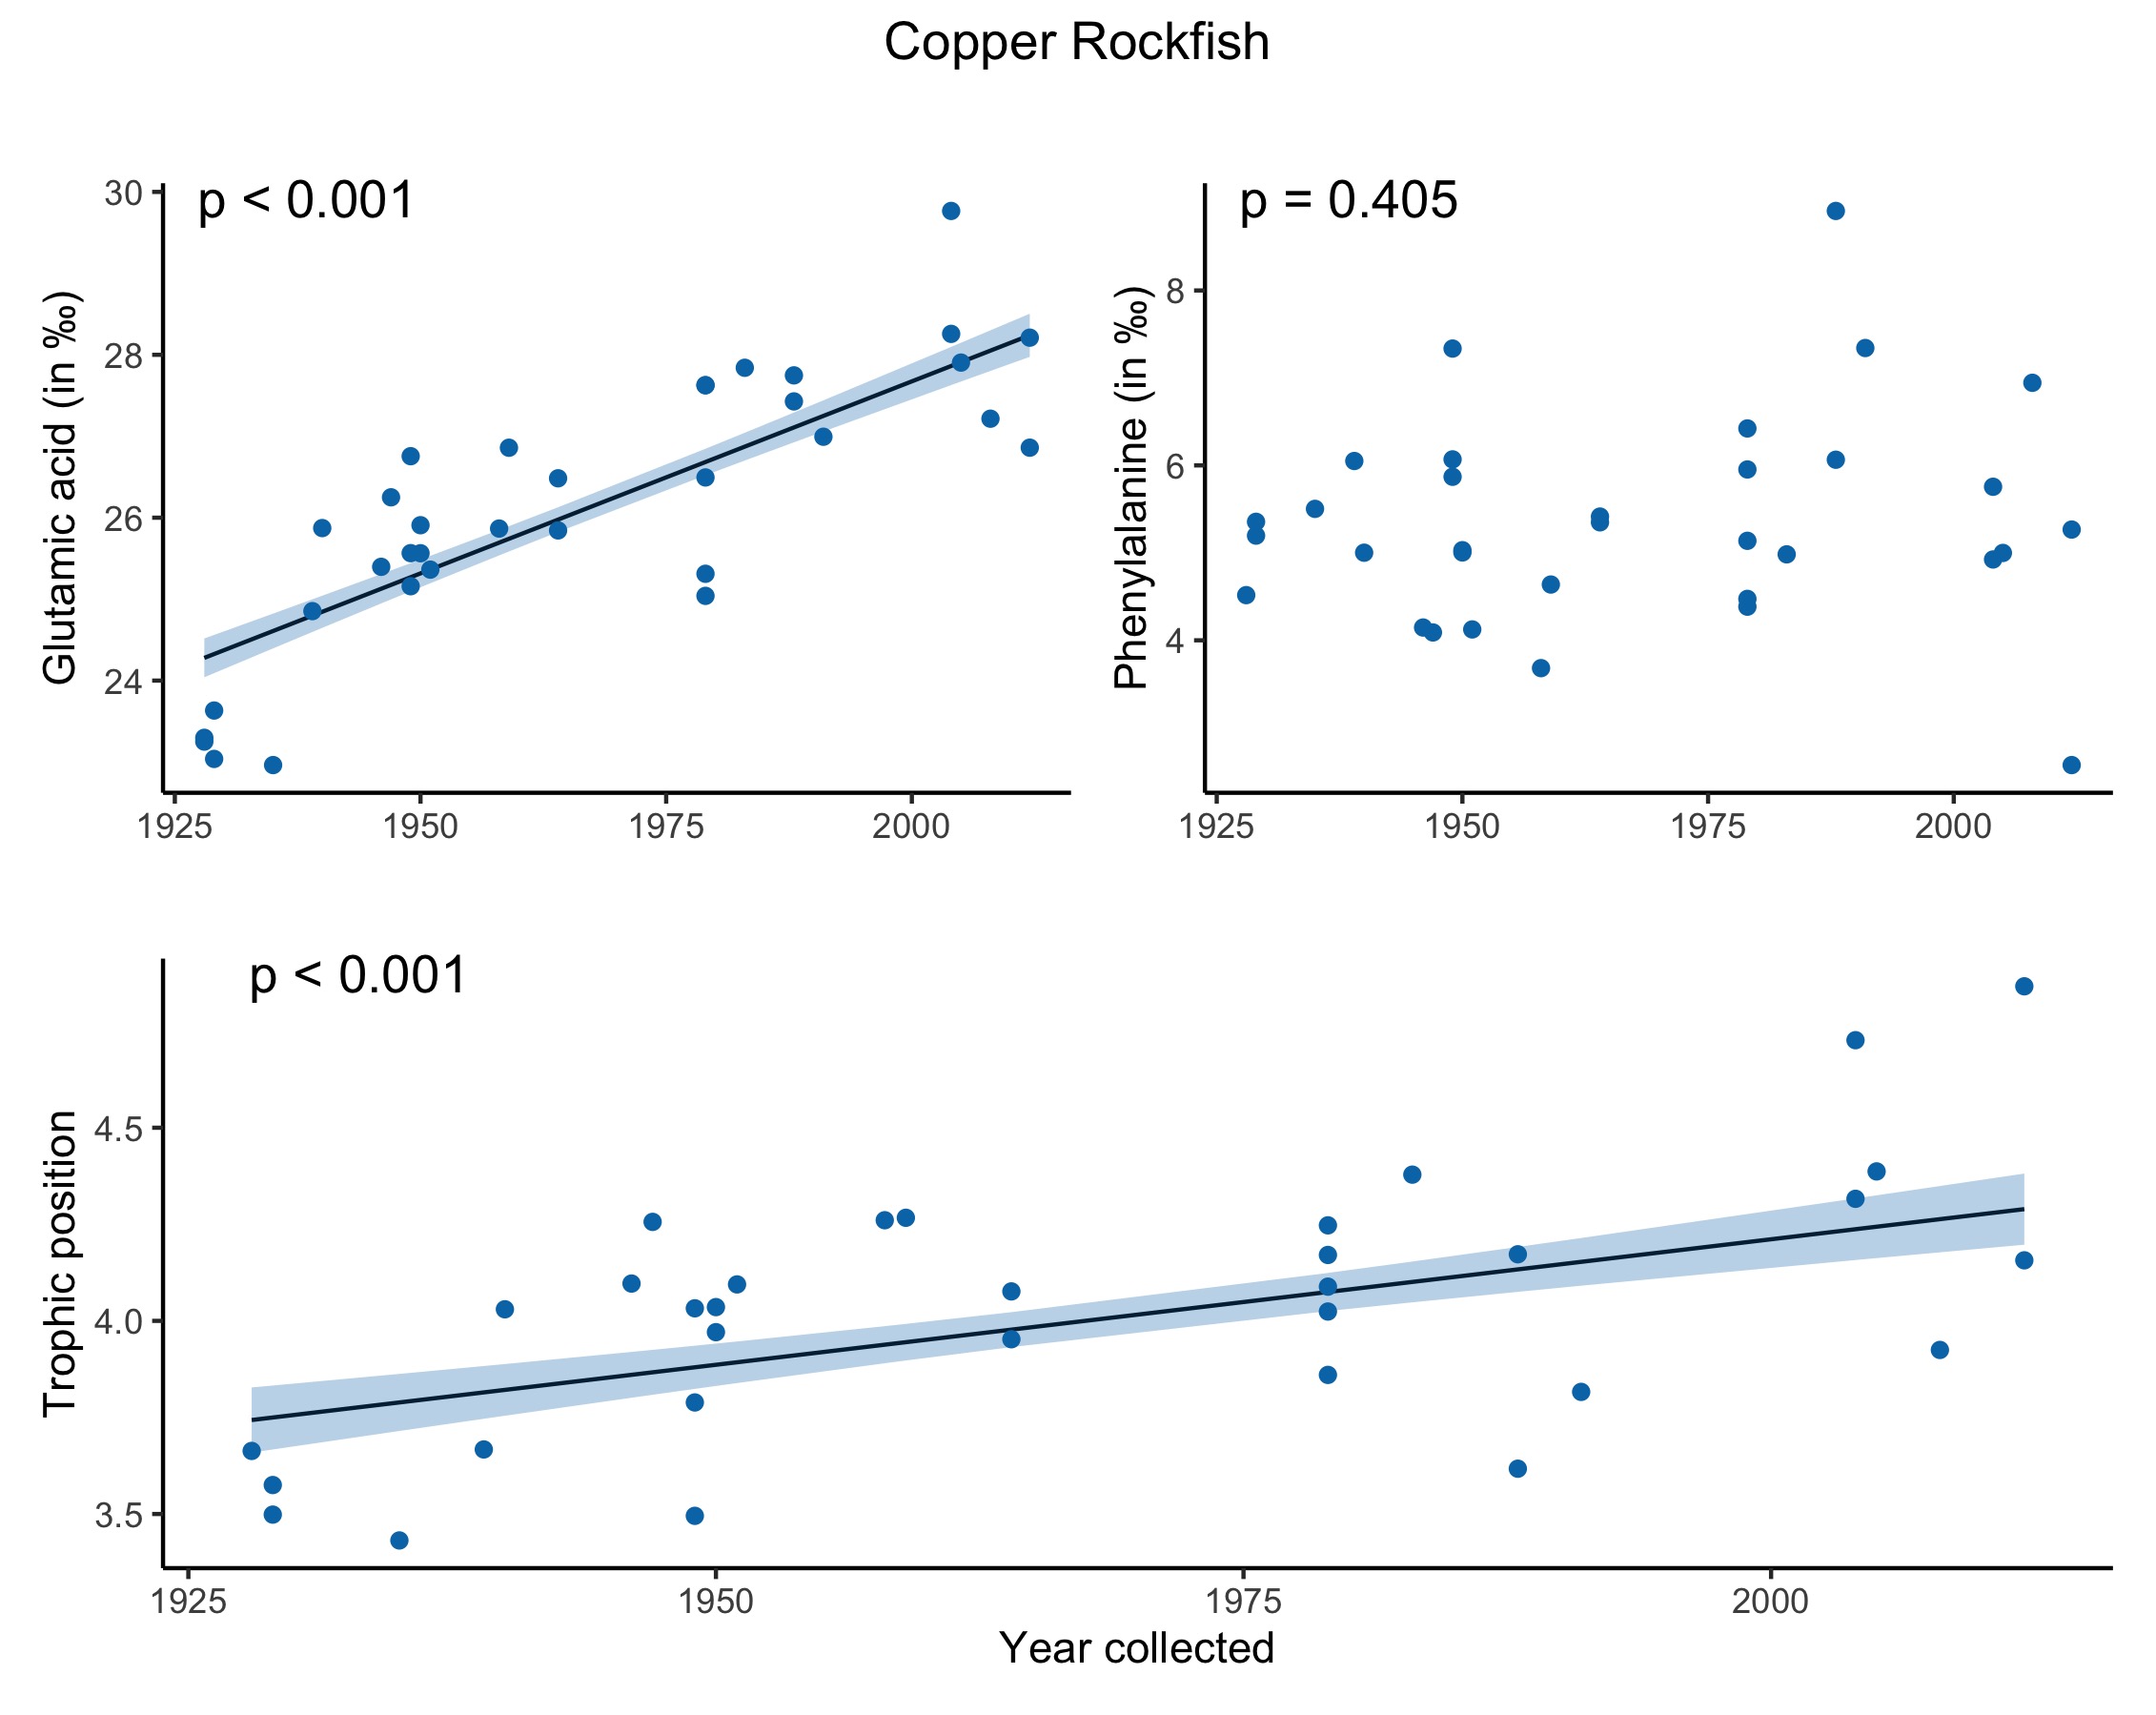 Copper Rockfish
p < 0.001
Glutamic acid (in ‰)
30
28
26
24
1925 1950 1975 2000
p = 0.405
Phenylalanine (in ‰)
8
6
4
1925 1950 1975 2000
p < 0.001
Trophic position
4.5
4.0
3.5
1925 1950 1975 2000
Year collected